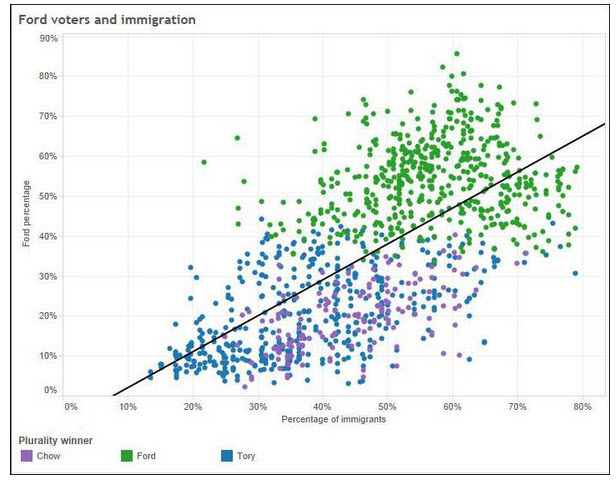 Ford voters and immigration
90%
80%
70%
60%
50%
40%
30%
20%
10%
0%
Ford percentage
0% 10% 20% 30% 40% 50% 60% 70% 80%
Percentage of immigrants
Plurality winner
Chow Ford Tory